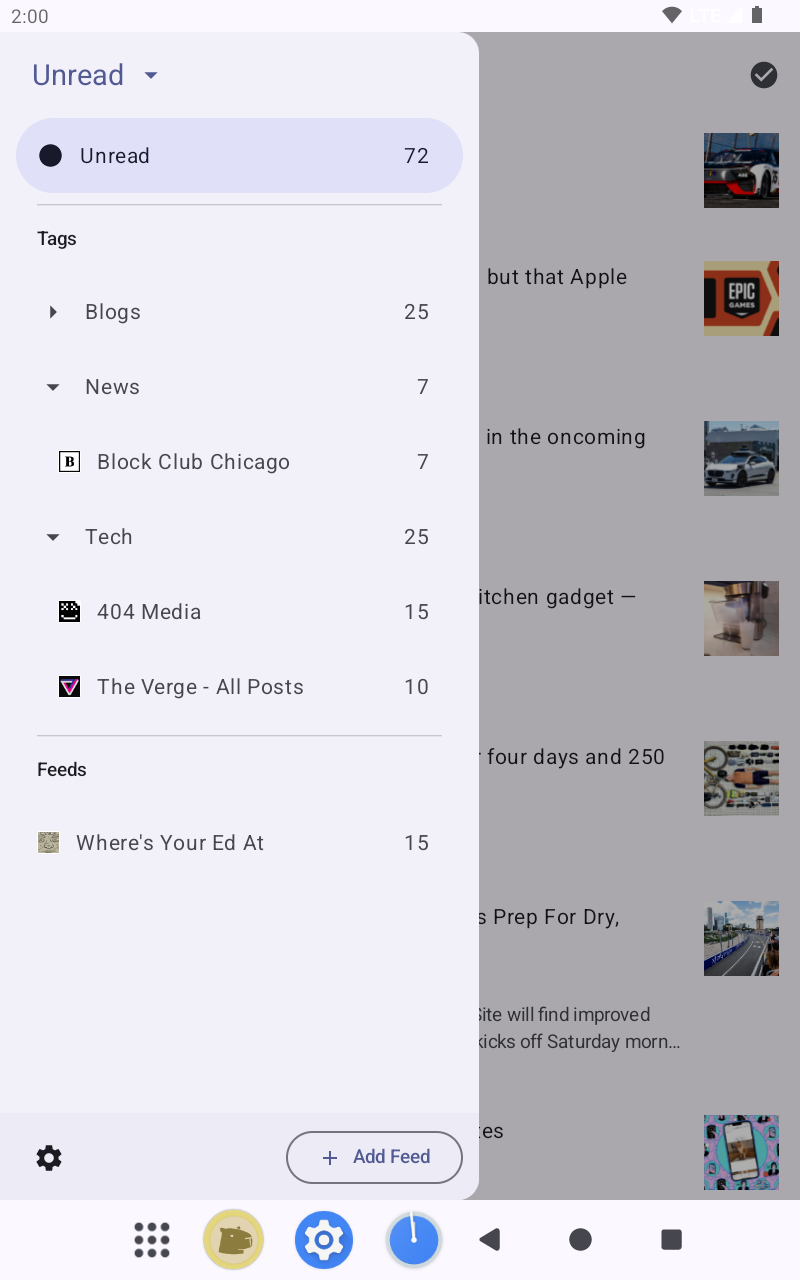 2:00
LTE
Unread
Unread 72
Tags
Blogs 25
but that Apple
EPIC
GAMES
News 7
in the oncoming
B Block Club Chicago 7
Tech 25
404 Media 15
itchen gadget —
The Verge - All Posts 10
four days and 250
Feeds
Where's Your Ed At 15
s Prep For Dry,
Site will find improved
kicks off Saturday morn…
tes
+ Add Feed